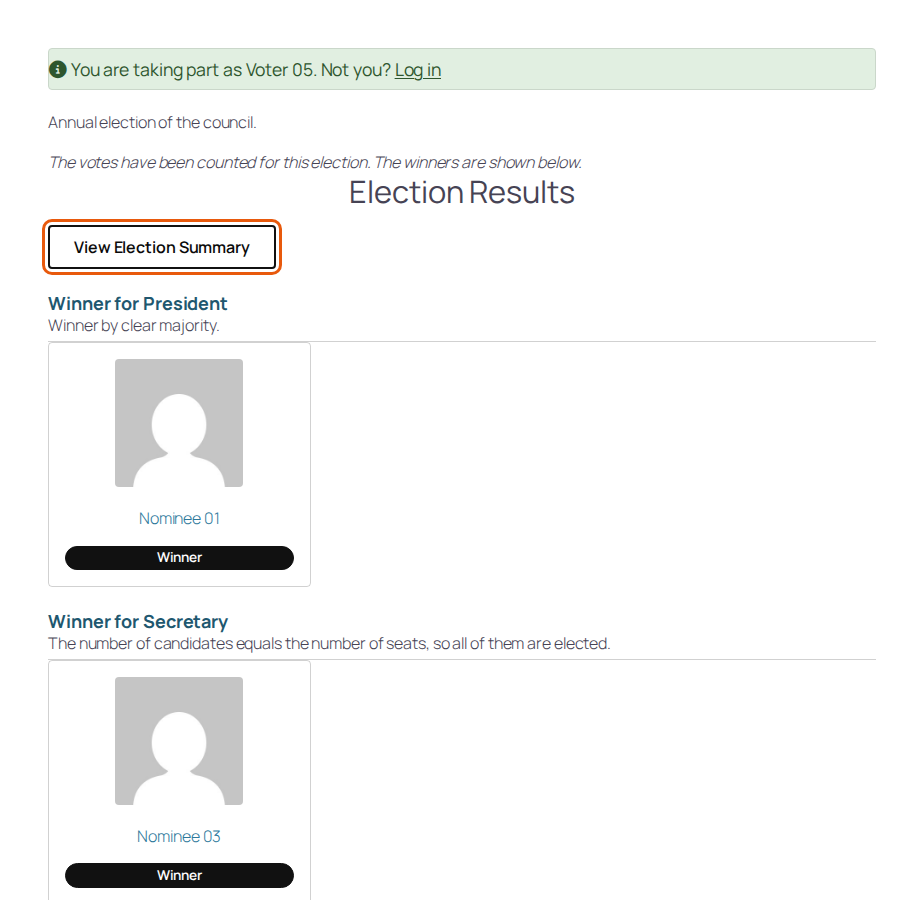 You are taking part as Voter 05. Not you? Log in
Annual election of the council.
The votes have been counted for this election. The winners are shown below.
Election Results
View Election Summary
Winner for President
Winner by clear majority.
Nominee 01
Winner
Winner for Secretary
The number of candidates equals the number of seats, so all of them are elected.
Nominee 03
Winner